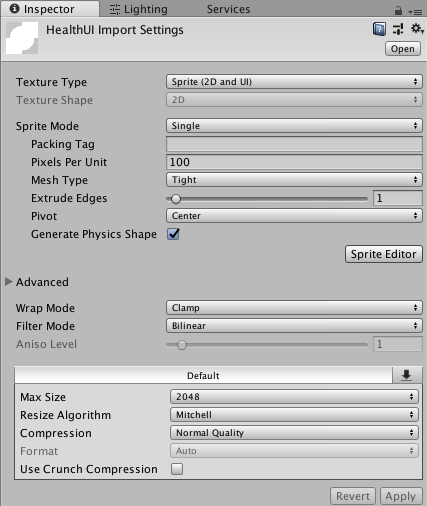 Inspector Lighting Services
HealthUI Import Settings
Open
Texture Type Sprite (2D and UI)
Texture Shape 2D
Sprite Mode Single
Packing Tag
Pixels Per Unit 100
Mesh Type Tight
Extrude Edges 1
Pivot Center
Generate Physics Shape
Sprite Editor
Advanced
Wrap Mode Clamp
Filter Mode Bilinear
Aniso Level 1
Default
Max Size 2048
Resize Algorithm Mitchell
Compression Normal Quality
Format Auto
Use Crunch Compression
Revert Apply